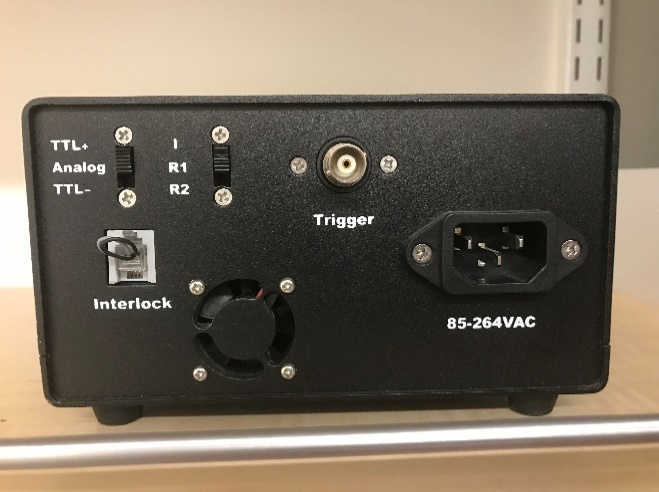 TTL+
Analog
TTL–
I
R1
R2
Trigger
Interlock
85-264VAC